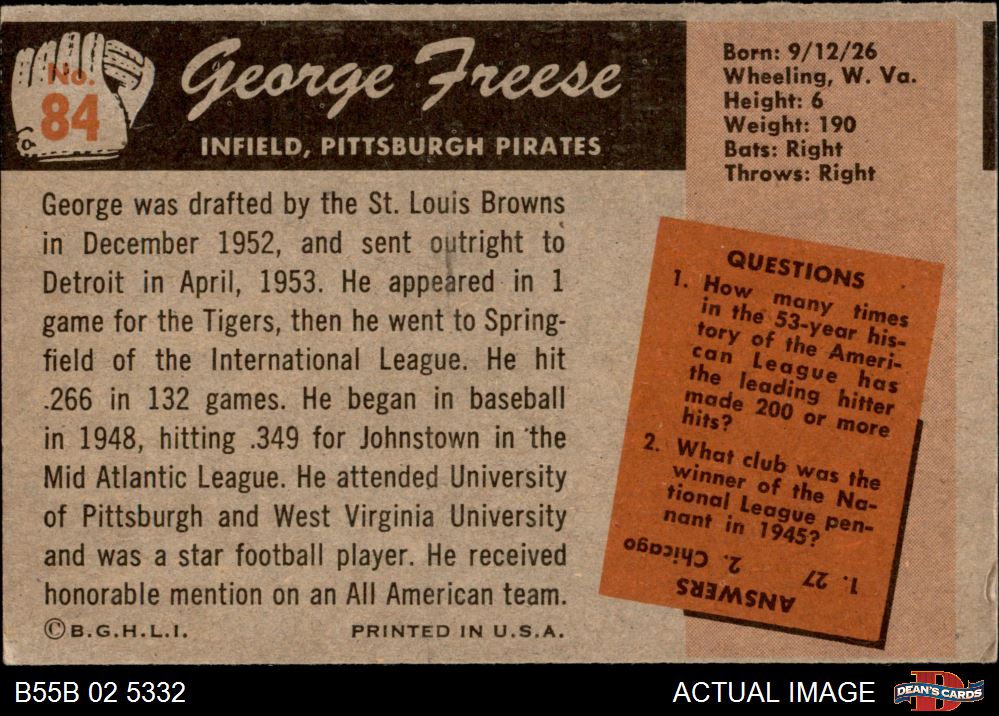 No.
84
George Freese
INFIELD, PITTSBURGH PIRATES
Born: 9/12/26
Wheeling, W. Va.
Height: 6
Weight: 190
Bats: Right
Throws: Right
George was drafted by the St. Louis Browns
in December 1952, and sent outright to
Detroit in April, 1953. He appeared in 1
game for the Tigers, then he went to Spring-
field of the International League. He hit
.266 in 132 games. He began in baseball
in 1948, hitting .349 for Johnstown in the
Mid Atlantic League. He attended University
of Pittsburgh and West Virginia University
and was a star football player. He received
honorable mention on an All American team.
©B.G.H.L.I.
PRINTED IN U.S.A.
QUESTIONS
1. How many times
in the 53-year his-
tory of the Ameri-
can League has
the leading hitter
made 200 or more
hits?
2. What club was the
winner of the Na-
tional League pen-
nant in 1945?
ANSWERS
1. 27 2. Chicago
B55B 02 5332
ACTUAL IMAGE
DEAN'S CARDS